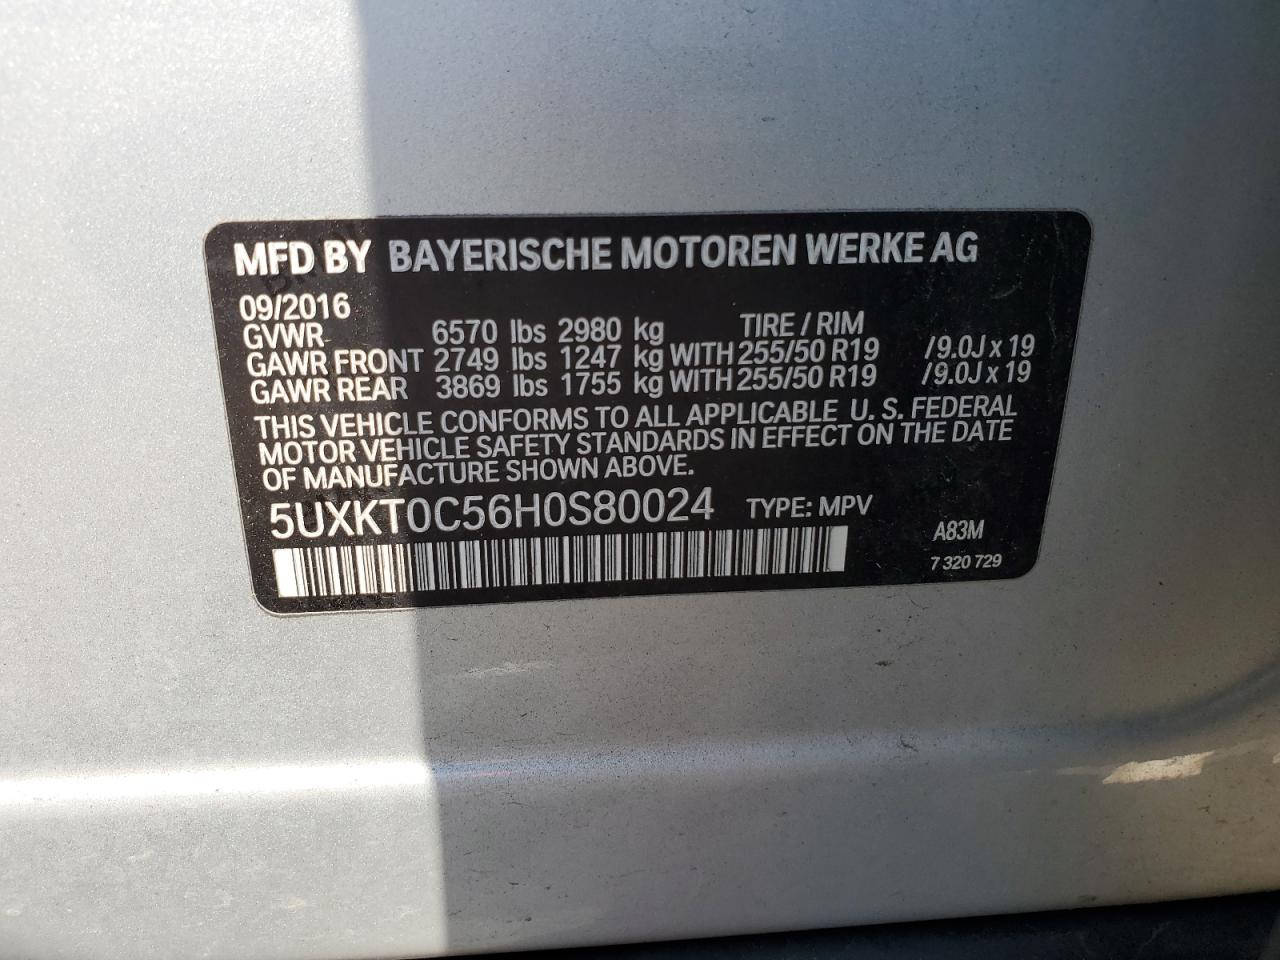 MFD BY BAYERISCHE MOTOREN WERKE AG
09/2016
GVWR 6570 lbs 2980 kg TIRE / RIM
GAWR FRONT 2749 lbs 1247 kg WITH 255/50 R19 /9.0J x 19
GAWR REAR 3869 lbs 1755 kg WITH 255/50 R19 /9.0J x 19
THIS VEHICLE CONFORMS TO ALL APPLICABLE U. S. FEDERAL
MOTOR VEHICLE SAFETY STANDARDS IN EFFECT ON THE DATE
OF MANUFACTURE SHOWN ABOVE.
5UXKT0C56H0S80024 TYPE: MPV
A83M
7 320 729